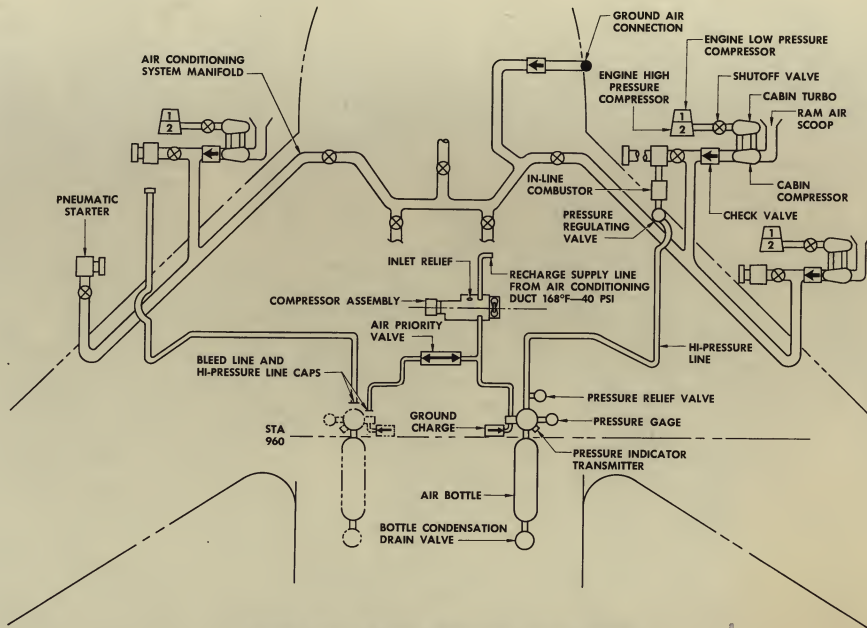 GROUND AIR
CONNECTION
ENGINE LOW PRESSURE
COMPRESSOR
AIR CONDITIONING
SYSTEM MANIFOLD
ENGINE HIGH
PRESSURE
COMPRESSOR
SHUTOFF VALVE
CABIN TURBO
RAM AIR
SCOOP
1
2
1
2
PNEUMATIC
STARTER
IN-LINE
COMBUSTOR
CABIN
COMPRESSOR
PRESSURE
REGULATING
VALVE
CHECK VALVE
1
2
INLET RELIEF
RECHARGE SUPPLY LINE
FROM AIR CONDITIONING
DUCT 168°F—40 PSI
COMPRESSOR ASSEMBLY
AIR PRIORITY
VALVE
HI-PRESSURE
LINE
BLEED LINE AND
HI-PRESSURE LINE CAPS
PRESSURE RELIEF VALVE
GROUND
CHARGE
PRESSURE GAGE
STA
960
PRESSURE INDICATOR
TRANSMITTER
AIR BOTTLE
BOTTLE CONDENSATION
DRAIN VALVE